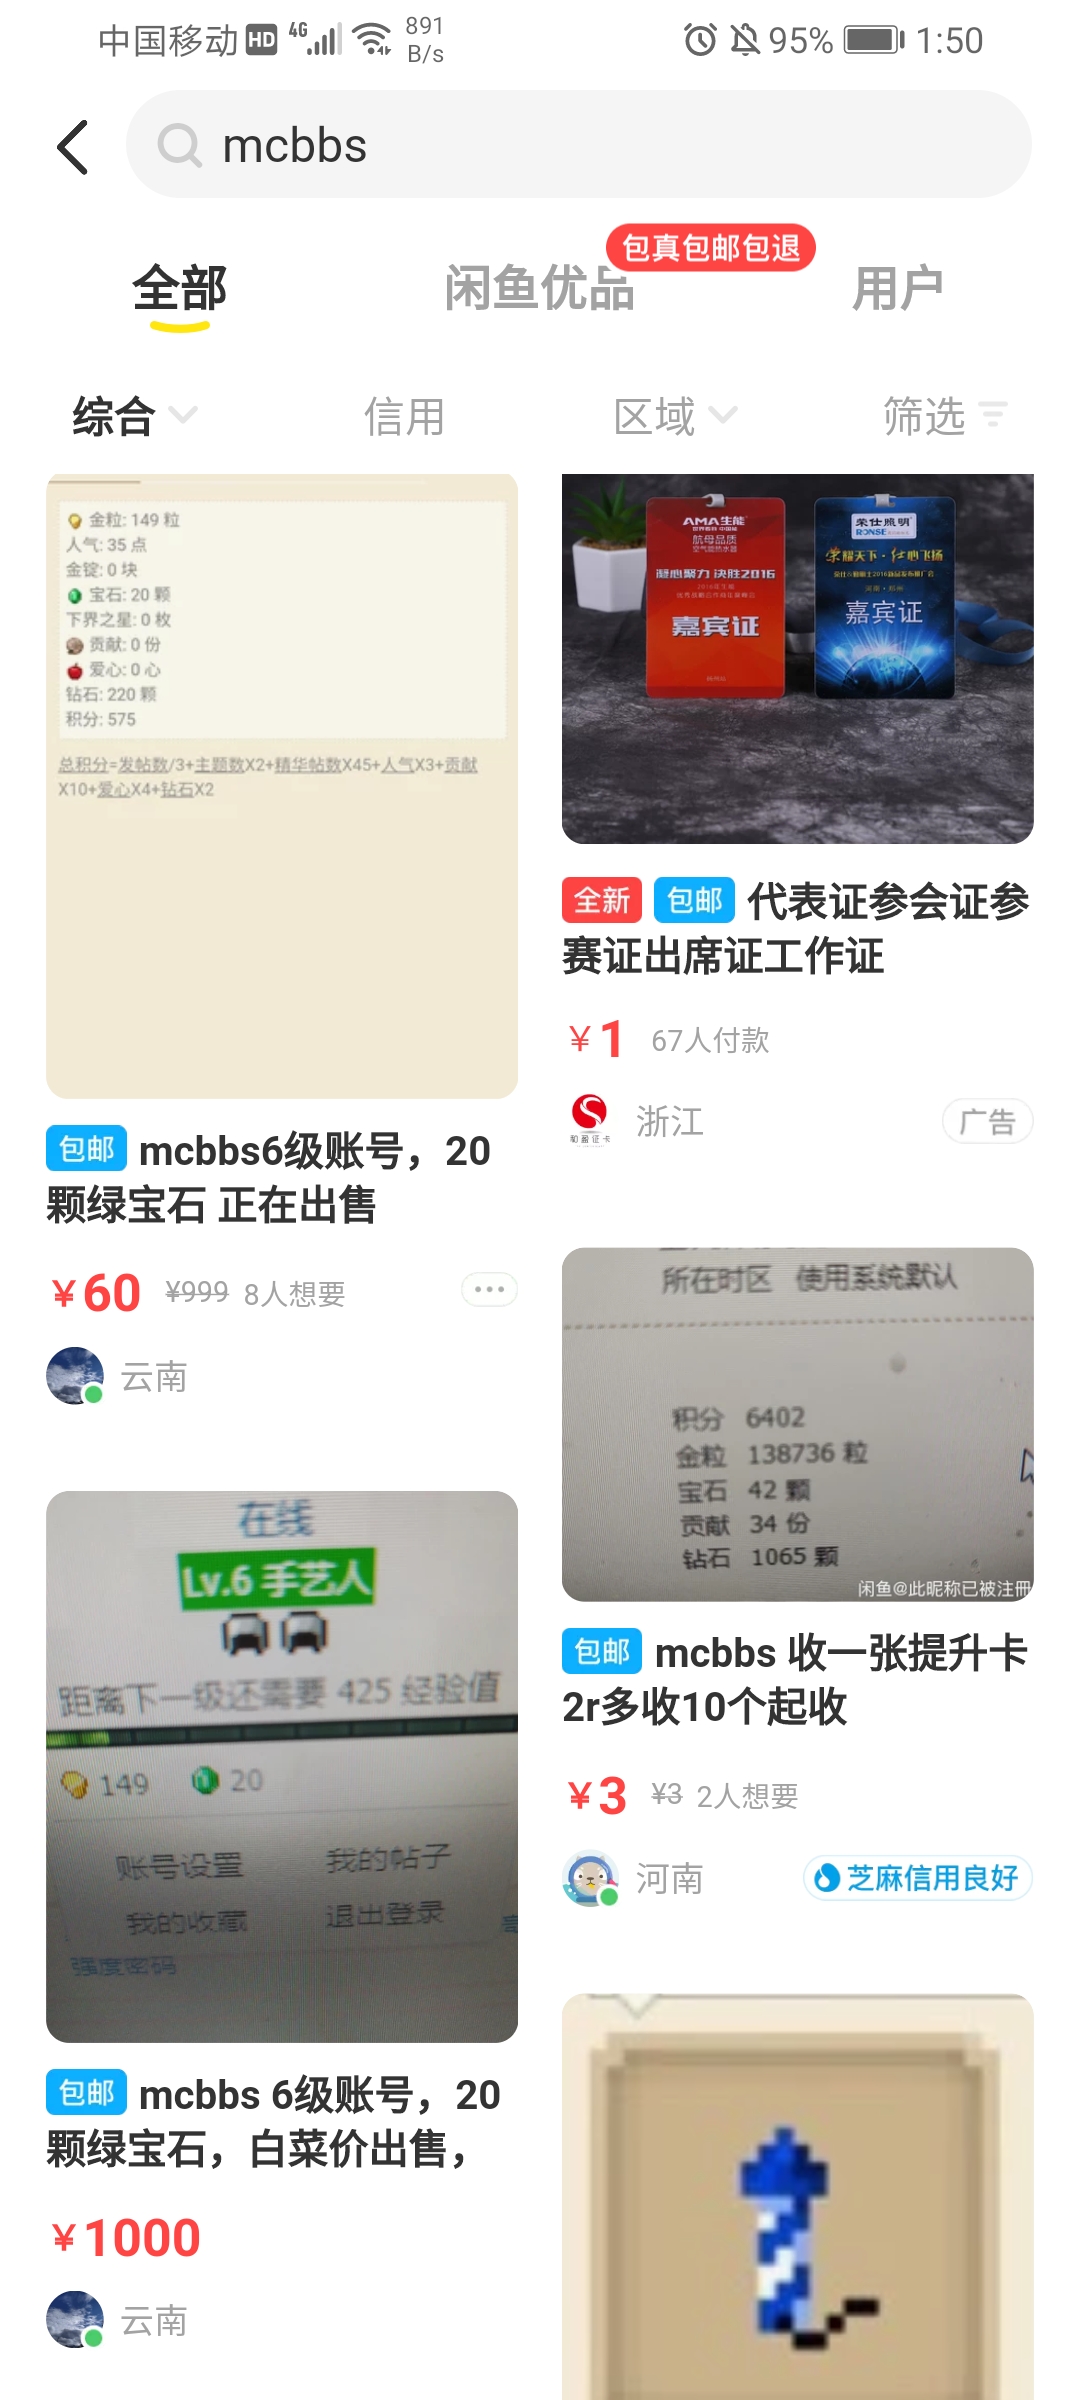 中国移动 HD 4G 891 B/s 95% 1:50
mcbbs
包真包邮包退
全部 闲鱼优品 用户
综合 信用 区域 筛选
金粒: 149 粒
人气: 35 点
金锭: 0 块
宝石: 20 颗
下界之星: 0 枚
贡献: 0 份
爱心: 0 心
钻石: 220 颗
积分: 575
总积分=发帖数/3+主题数X2+精华帖数X45+人气X3+贡献
X10+爱心X4+钻石X2
包邮 mcbbs6级账号，20
颗绿宝石 正在出售
¥60 ¥999 8人想要
云南
在线
Lv.6 手艺人
距离下一级还需要 425 经验值
149 20
账号设置 我的帖子
我的收藏 退出登录
强度密码
包邮 mcbbs 6级账号，20
颗绿宝石，白菜价出售，
¥1000
云南
AMA生能
航母品质
空气能热水器
凝心聚力 决胜2016
嘉宾证
荣仕照明
RONSE
荣耀天下·仕心飞扬
嘉宾证
全新 包邮 代表证参会证参
赛证出席证工作证
¥1 67人付款
和盈证卡
浙江 广告
所在时区 使用系统默认
积分 6402
金粒 138736 粒
宝石 42 颗
贡献 34 份
钻石 1065 颗
闲鱼@此昵称已被注冊
包邮 mcbbs 收一张提升卡
2r多收10个起收
¥3 ¥3 2人想要
河南 芝麻信用良好